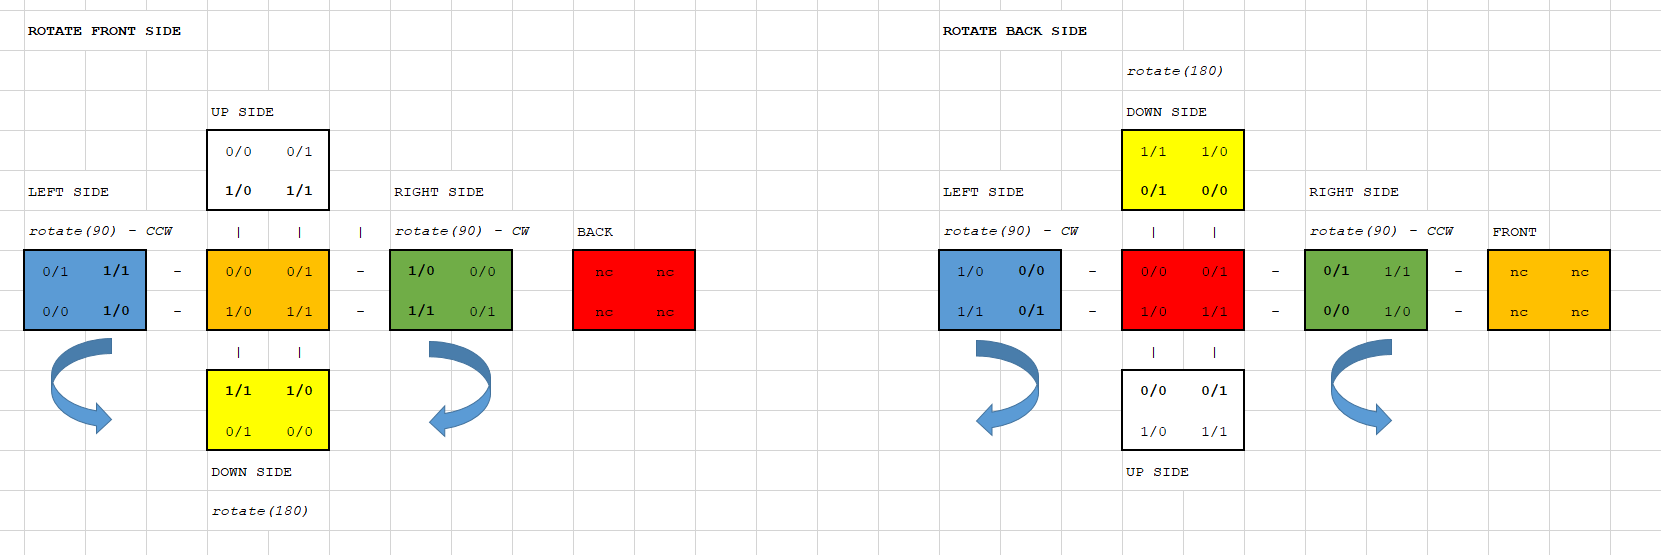 ROTATE FRONT SIDE ROTATE BACK SIDE
rotate(180)
UP SIDE DOWN SIDE
0/0 0/1 1/1 1/0
LEFT SIDE 1/0 1/1 RIGHT SIDE LEFT SIDE 0/1 0/0 RIGHT SIDE
rotate(90) - CCW | | | rotate(90) - CW BACK rotate(90) - CW | | rotate(90) - CCW FRONT
0/1 1/1 - 0/0 0/1 - 1/0 0/0 nc nc 1/0 0/0 - 0/0 0/1 - 0/1 1/1 - nc nc
0/0 1/0 - 1/0 1/1 - 1/1 0/1 nc nc 1/1 0/1 - 1/0 1/1 - 0/0 1/0 - nc nc
| | | |
1/1 1/0 0/0 0/1
0/1 0/0 1/0 1/1
DOWN SIDE UP SIDE
rotate(180)